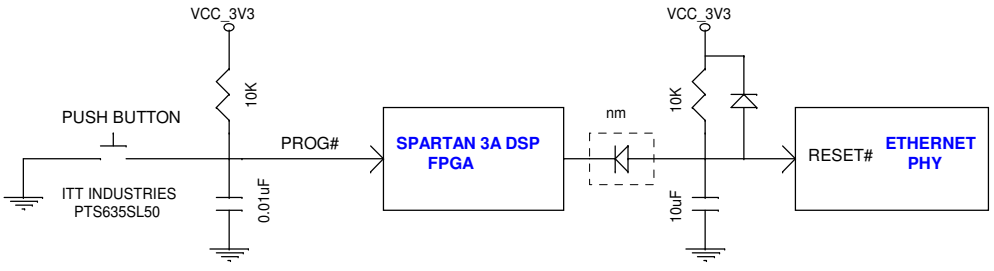 VCC_3V3
VCC_3V3
10K
10K
nm
PUSH BUTTON
PROG#
SPARTAN 3A DSP
FPGA
RESET#
ETHERNET
PHY
ITT INDUSTRIES
PTS635SL50
0.01uF
10uF